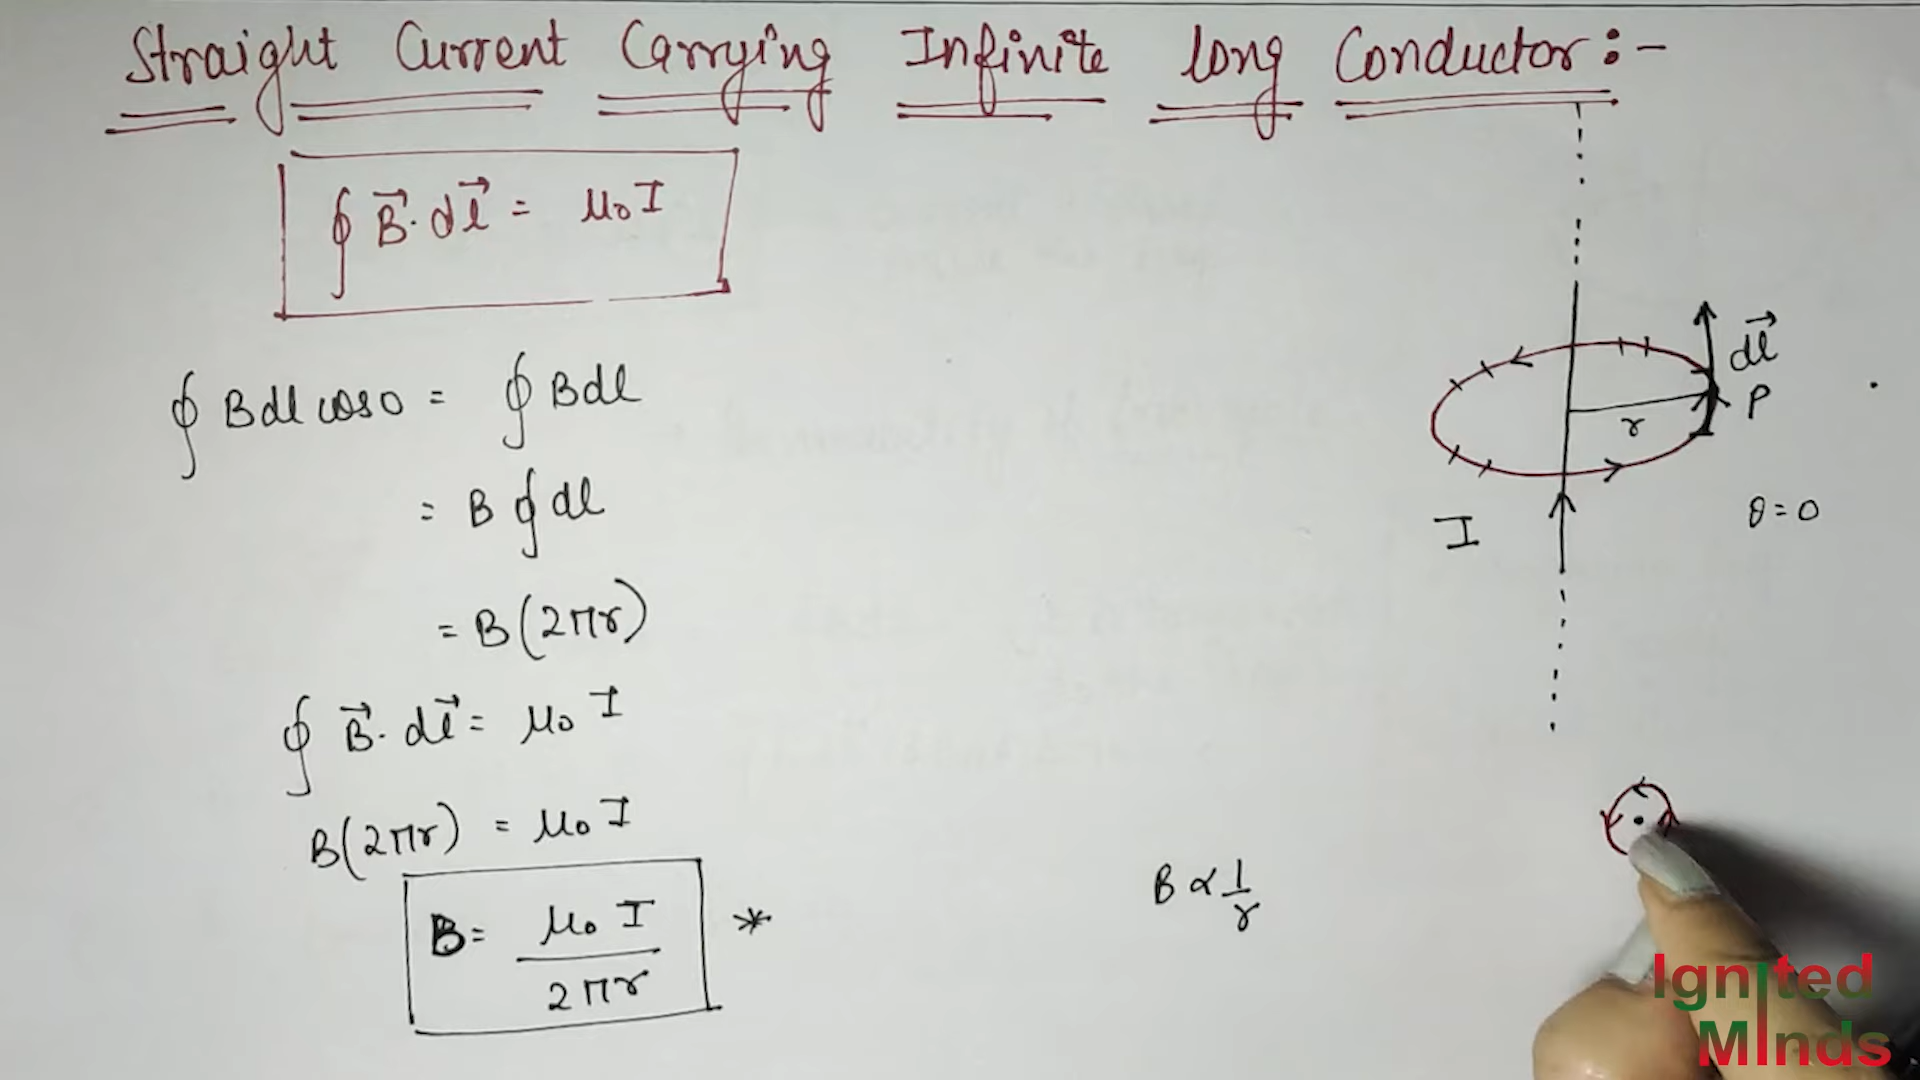 Straight Current Carrying Infinite long Conductor:-
∮ B⃗. dl⃗ = μ₀ I
∮ Bdl cos0 = ∮ Bdl
= B ∮ dl
= B(2πr)
∮ B⃗. dl⃗ = μ₀ I
B(2πr) = μ₀ I
B = μ₀ I / 2πr *
B ∝ 1/r
dl⃗
P
r
I
θ = 0
Ignited
Minds